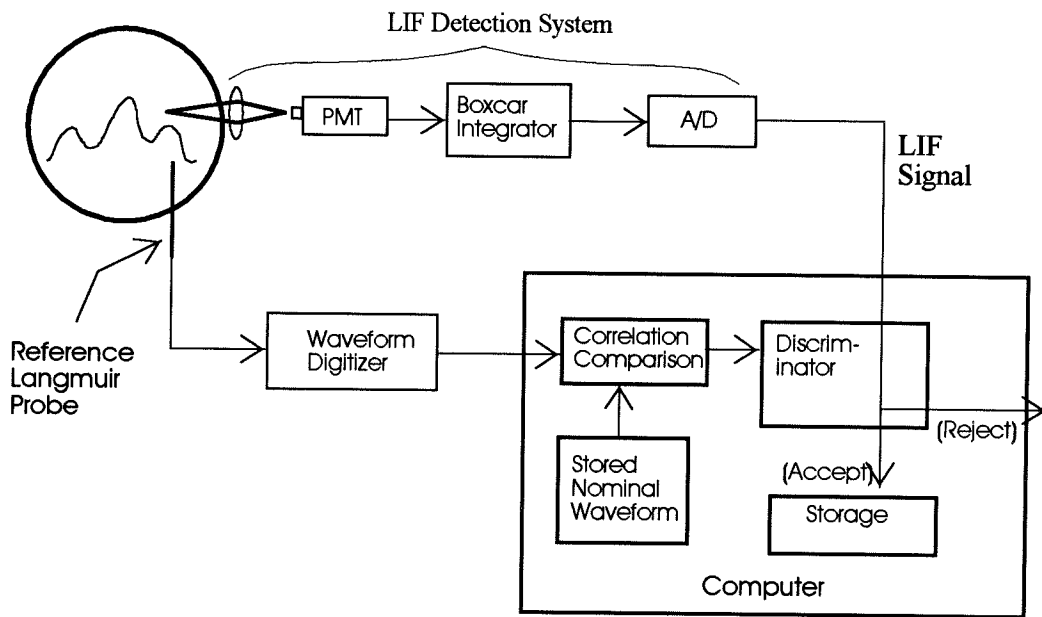 LIF Detection System
PMT
Boxcar
Integrator
A/D
LIF
Signal
Reference
Langmuir
Probe
Waveform
Digitizer
Correlation
Comparison
Discrim-
inator
(Reject)
Stored
Nominal
Waveform
(Accept)
Storage
Computer